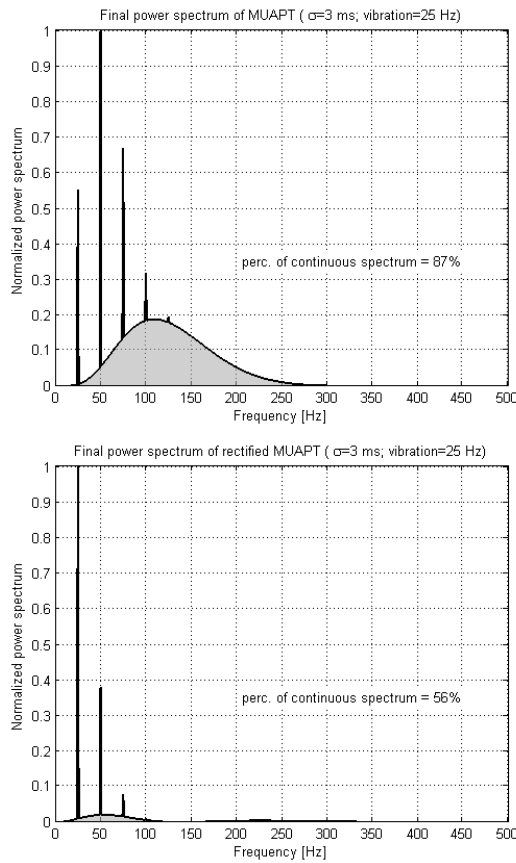 Final power spectrum of MUAPT ( σ=3 ms; vibration=25 Hz)
1
0.9
0.8
0.7
0.6
0.5
0.4
0.3
0.2
0.1
0
Normalized power spectrum
perc. of continuous spectrum = 87%
0 50 100 150 200 250 300 350 400 450 500
Frequency [Hz]
Final power spectrum of rectified MUAPT ( σ=3 ms; vibration=25 Hz)
1
0.9
0.8
0.7
0.6
0.5
0.4
0.3
0.2
0.1
0
Normalized power spectrum
perc. of continuous spectrum = 56%
0 50 100 150 200 250 300 350 400 450 500
Frequency [Hz]